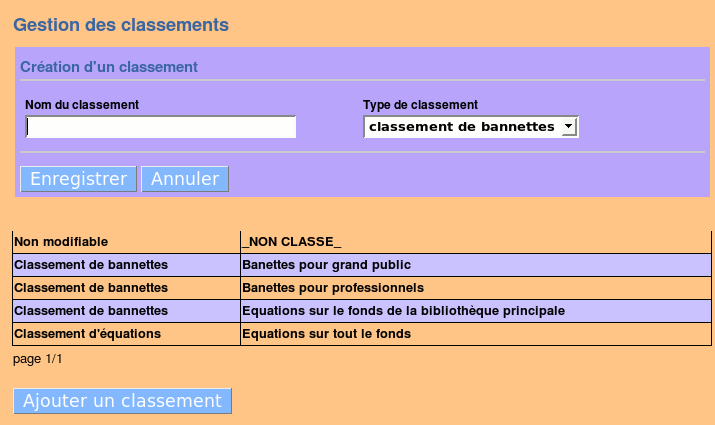 Gestion des classements
Création d'un classement
Nom du classement Type de classement
classement de bannettes
Enregistrer Annuler
Non modifiable _NON CLASSE_
Classement de bannettes Banettes pour grand public
Classement de bannettes Banettes pour professionnels
Classement de bannettes Equations sur le fonds de la bibliothèque principale
Classement d'équations Equations sur tout le fonds
page 1/1
Ajouter un classement